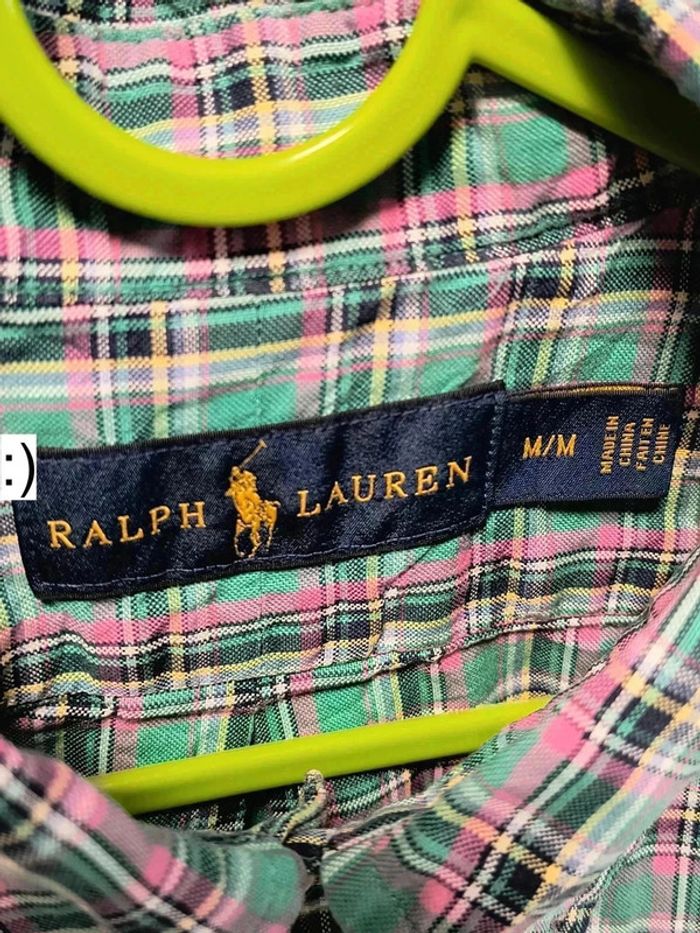 :)
RALPH LAUREN
M/M
MADE IN
CHINA
FAIT EN
CHINE